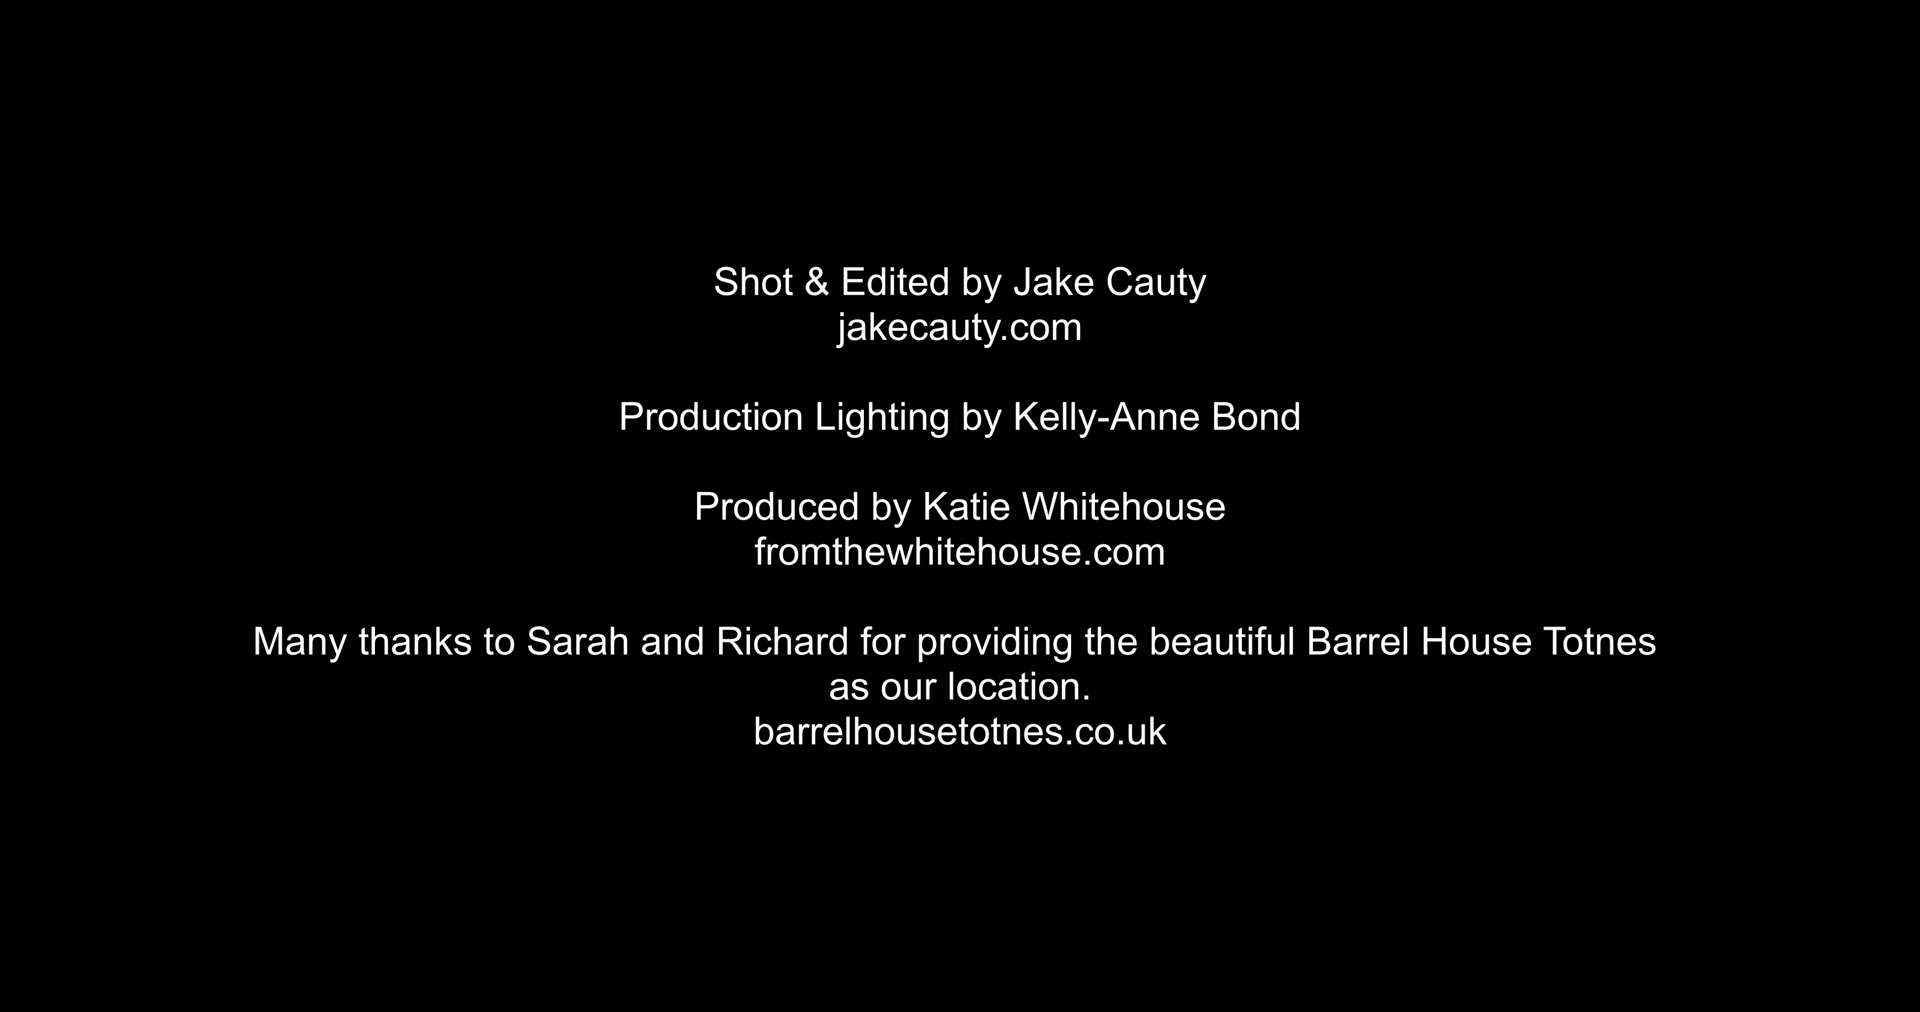 Shot & Edited by Jake Cauty
jakecauty.com
Production Lighting by Kelly-Anne Bond
Produced by Katie Whitehouse
fromthewhitehouse.com
Many thanks to Sarah and Richard for providing the beautiful Barrel House Totnes
as our location.
barrelhousetotnes.co.uk